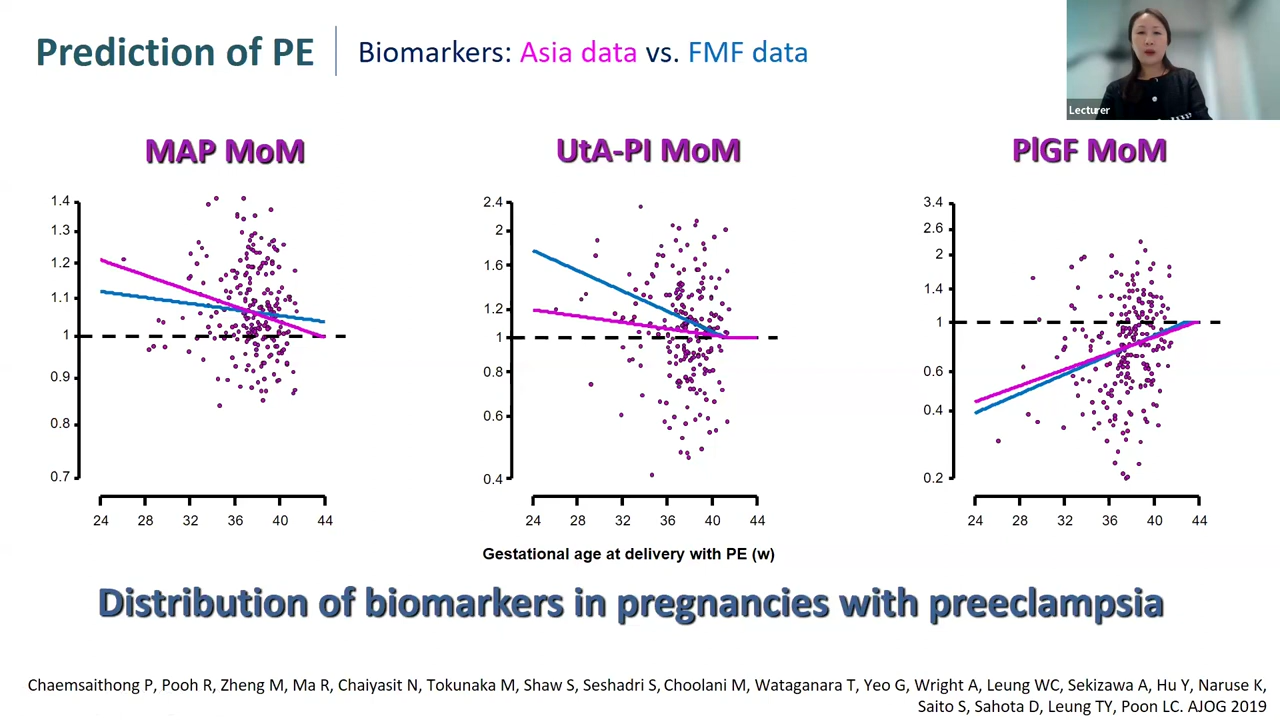 Prediction of PE
Biomarkers: Asia data vs. FMF data
Lecturer
MAP MoM
1.4
1.3
1.2
1.1
1
0.9
0.8
0.7
24 28 32 36 40 44
UtA-PI MoM
2.4
2
1.6
1.2
1
0.8
0.6
0.4
24 28 32 36 40 44
PlGF MoM
3.4
2.6
2
1.4
1
0.6
0.4
0.2
24 28 32 36 40 44
Gestational age at delivery with PE (w)
Distribution of biomarkers in pregnancies with preeclampsia
Chaemsaithong P, Pooh R, Zheng M, Ma R, Chaiyasit N, Tokunaka M, Shaw S, Seshadri S, Choolani M, Wataganara T, Yeo G, Wright A, Leung WC, Sekizawa A, Hu Y, Naruse K,
Saito S, Sahota D, Leung TY, Poon LC. AJOG 2019